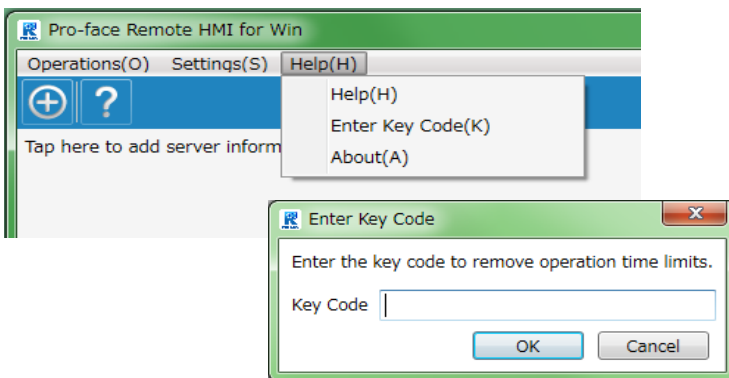 Pro-face Remote HMI for Win
Operations(O) Settings(S) Help(H)
Help(H)
Enter Key Code(K)
About(A)
Tap here to add server inform
Enter Key Code
Enter the key code to remove operation time limits.
Key Code
OK Cancel